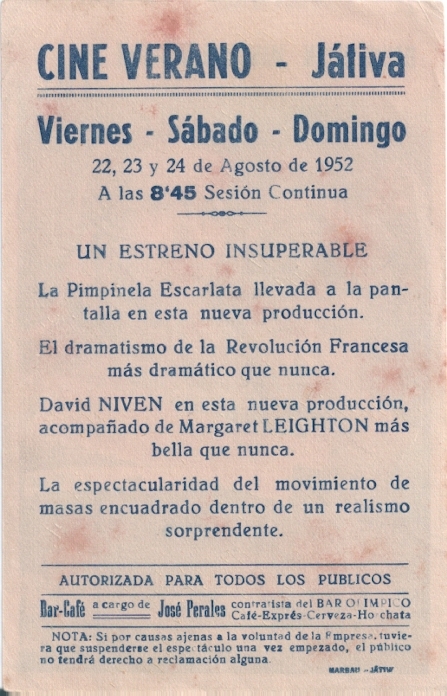 CINE VERANO - Játiva
Viernes - Sábado - Domingo
22, 23 y 24 de Agosto de 1952
A las 8'45 Sesión Continua
UN ESTRENO INSUPERABLE
La Pimpinela Escarlata llevada a la pan-
talla en esta nueva producción.
El dramatismo de la Revolución Francesa
más dramático que nunca.
David NIVEN en esta nueva producción,
acompañado de Margaret LEIGHTON más
bella que nunca.
La espectacularidad del movimiento de
masas encuadrado dentro de un realismo
sorprendente.
AUTORIZADA PARA TODOS LOS PUBLICOS
Bar-Café a cargo de José Perales contratista del BAR OLIMPICO
Café-Exprés-Cerveza-Horchata
NOTA: Si por causas ajenas a la voluntad de la Empresa, tuvie-
ra que suspenderse el espectáculo una vez empezado, el público
no tendrá derecho a reclamación alguna.
MARBAU - JÁTIVA